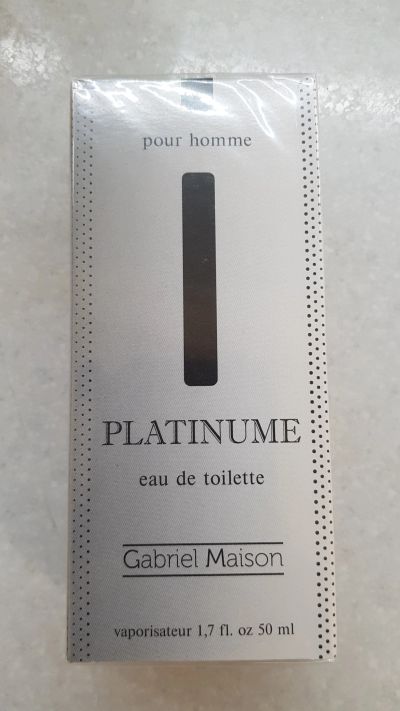 pour homme
PLATINUME
eau de toilette
Gabriel Maison
vaporisateur 1,7 fl. oz 50 ml